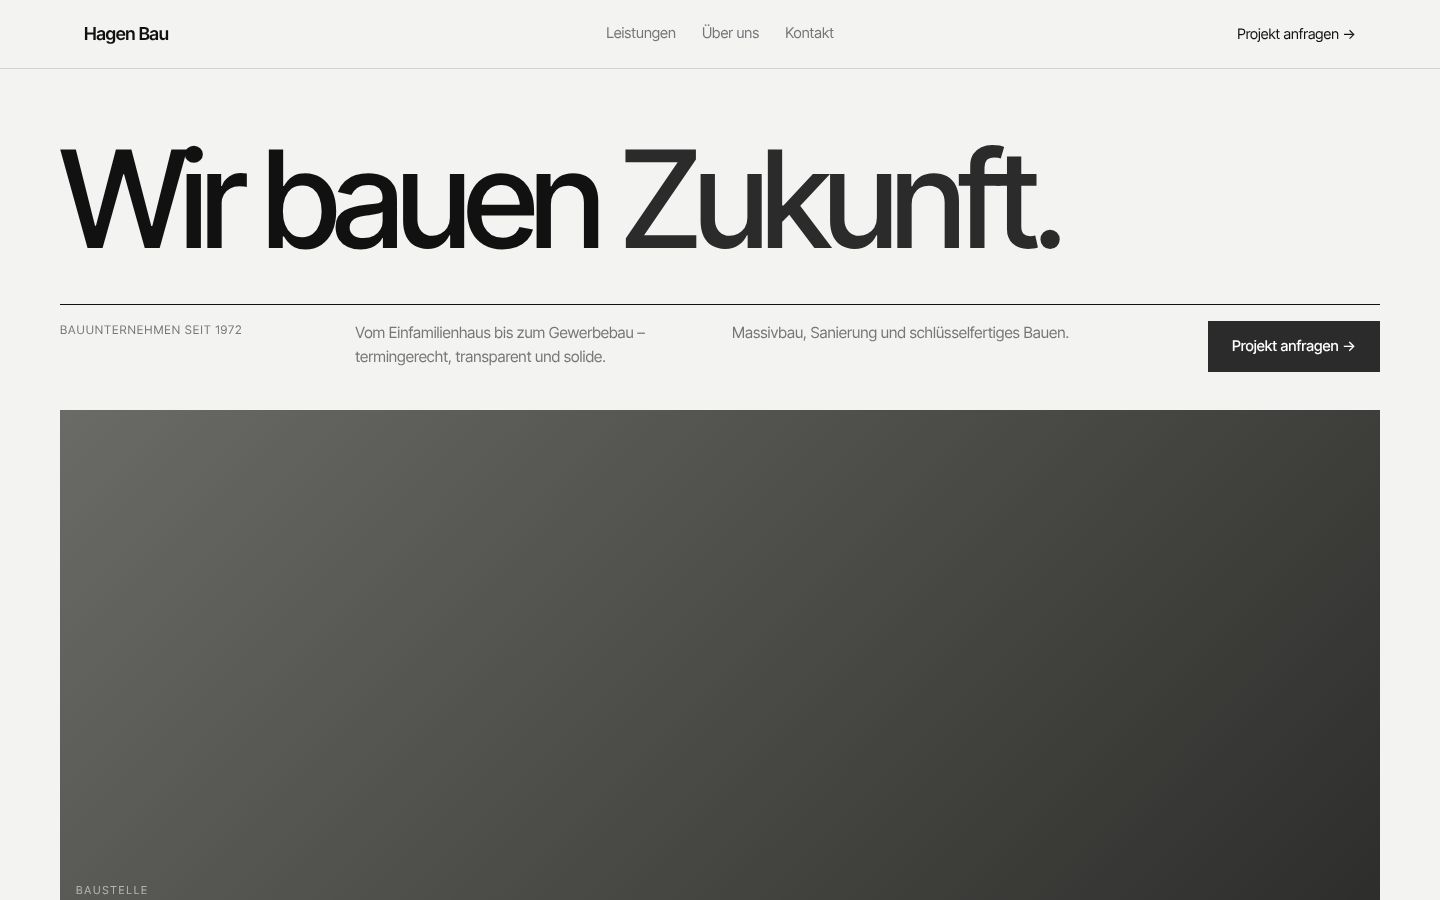 Hagen Bau
Leistungen Über uns Kontakt
Projekt anfragen →
Wir bauen Zukunft.
BAUUNTERNEHMEN SEIT 1972
Vom Einfamilienhaus bis zum Gewerbebau –
termingerecht, transparent und solide.
Massivbau, Sanierung und schlüsselfertiges Bauen.
Projekt anfragen →
BAUSTELLE